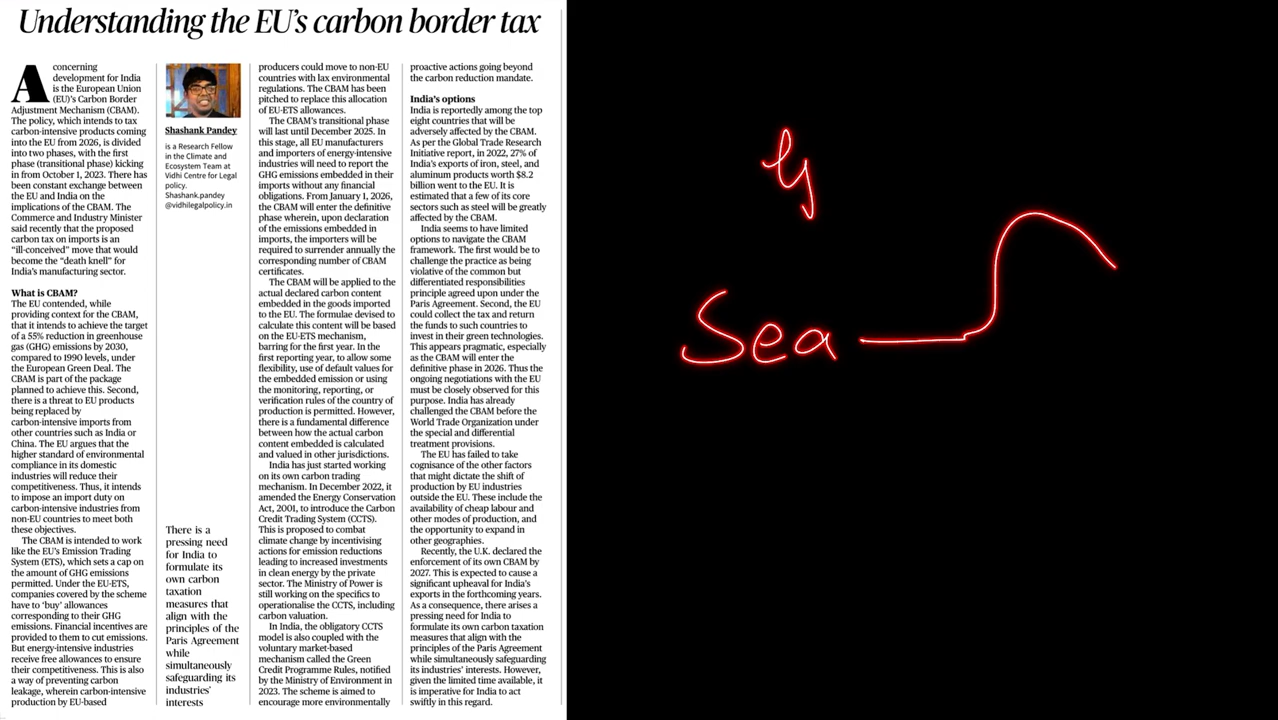 Understanding the EU's carbon border tax
A concerning
development for India
is the European Union
(EU)'s Carbon Border
Adjustment Mechanism (CBAM).
The policy, which intends to tax
carbon-intensive products coming
into the EU from 2026, is divided
into two phases, with the first
phase (transitional phase) kicking
in from October 1, 2023. There has
been constant exchange between
the EU and India on the
implications of the CBAM. The
Commerce and Industry Minister
said recently that the proposed
carbon tax on imports is an
“ill-conceived” move that would
become the “death knell” for
India's manufacturing sector.
What is CBAM?
The EU contended, while
providing context for the CBAM,
that it intends to achieve the target
of a 55% reduction in greenhouse
gas (GHG) emissions by 2030,
compared to 1990 levels, under
the European Green Deal. The
CBAM is part of the package
planned to achieve this. Second,
there is a threat to EU products
being replaced by
carbon-intensive imports from
other countries such as India or
China. The EU argues that the
higher standard of environmental
compliance in its domestic
industries will reduce their
competitiveness. Thus, it intends
to impose an import duty on
carbon-intensive industries from
non-EU countries to meet both
these objectives.
The CBAM is intended to work
like the EU's Emission Trading
System (ETS), which sets a cap on
the amount of GHG emissions
permitted. Under the EU-ETS,
companies covered by the scheme
have to ‘buy’ allowances
corresponding to their GHG
emissions. Financial incentives are
provided to them to cut emissions.
But energy-intensive industries
receive free allowances to ensure
their competitiveness. This is also
a way of preventing carbon
leakage, wherein carbon-intensive
production by EU-based
Shashank Pandey
is a Research Fellow
in the Climate and
Ecosystem Team at
Vidhi Centre for Legal
policy.
Shashank.pandey
@vidhilegalpolicy.in
There is a
pressing need
for India to
formulate its
own carbon
taxation
measures that
align with the
principles of the
Paris Agreement
while
simultaneously
safeguarding its
industries'
interests
producers could move to non-EU
countries with lax environmental
regulations. The CBAM has been
pitched to replace this allocation
of EU-ETS allowances.
The CBAM's transitional phase
will last until December 2025. In
this stage, all EU manufacturers
and importers of energy-intensive
industries will need to report the
GHG emissions embedded in their
imports without any financial
obligations. From January 1, 2026,
the CBAM will enter the definitive
phase wherein, upon declaration
of the emissions embedded in
imports, the importers will be
required to surrender annually the
corresponding number of CBAM
certificates.
The CBAM will be applied to the
actual declared carbon content
embedded in the goods imported
to the EU. The formulae devised to
calculate this content will be based
on the EU-ETS mechanism,
barring for the first year. In the
first reporting year, to allow some
flexibility, use of default values for
the embedded emission or using
the monitoring, reporting, or
verification rules of the country of
production is permitted. However,
there is a fundamental difference
between how the actual carbon
content embedded is calculated
and valued in other jurisdictions.
India has just started working
on its own carbon trading
mechanism. In December 2022, it
amended the Energy Conservation
Act, 2001, to introduce the Carbon
Credit Trading System (CCTS).
This is proposed to combat
climate change by incentivising
actions for emission reductions
leading to increased investments
in clean energy by the private
sector. The Ministry of Power is
still working on the specifics to
operationalise the CCTS, including
carbon valuation.
In India, the obligatory CCTS
model is also coupled with the
voluntary market-based
mechanism called the Green
Credit Programme Rules, notified
by the Ministry of Environment in
2023. The scheme is aimed to
encourage more environmentally
proactive actions going beyond
the carbon reduction mandate.
India's options
India is reportedly among the top
eight countries that will be
adversely affected by the CBAM.
As per the Global Trade Research
Initiative report, in 2022, 27% of
India's exports of iron, steel, and
aluminum products worth $8.2
billion went to the EU. It is
estimated that a few of its core
sectors such as steel will be greatly
affected by the CBAM.
India seems to have limited
options to navigate the CBAM
framework. The first would be to
challenge the practice as being
violative of the common but
differentiated responsibilities
principle agreed upon under the
Paris Agreement. Second, the EU
could collect the tax and return
the funds to such countries to
invest in their green technologies.
This appears pragmatic, especially
as the CBAM will enter the
definitive phase in 2026. Thus the
ongoing negotiations with the EU
must be closely observed for this
purpose. India has already
challenged the CBAM before the
World Trade Organization under
the special and differential
treatment provisions.
The EU has failed to take
cognisance of the other factors
that might dictate the shift of
production by EU industries
outside the EU. These include the
availability of cheap labour and
other modes of production, and
the opportunity to expand in
other geographies.
Recently, the U.K. declared the
enforcement of its own CBAM by
2027. This is expected to cause a
significant upheaval for India's
exports in the forthcoming years.
As a consequence, there arises a
pressing need for India to
formulate its own carbon taxation
measures that align with the
principles of the Paris Agreement
while simultaneously safeguarding
its industries' interests. However,
given the limited time available, it
is imperative for India to act
swiftly in this regard.
Sea